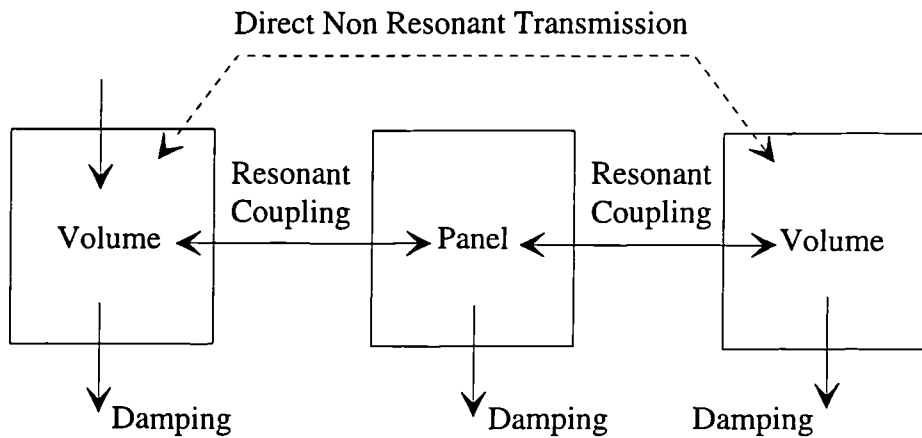 Direct Non Resonant Transmission
Resonant
Coupling
Resonant
Coupling
Volume
Panel
Volume
Damping
Damping
Damping